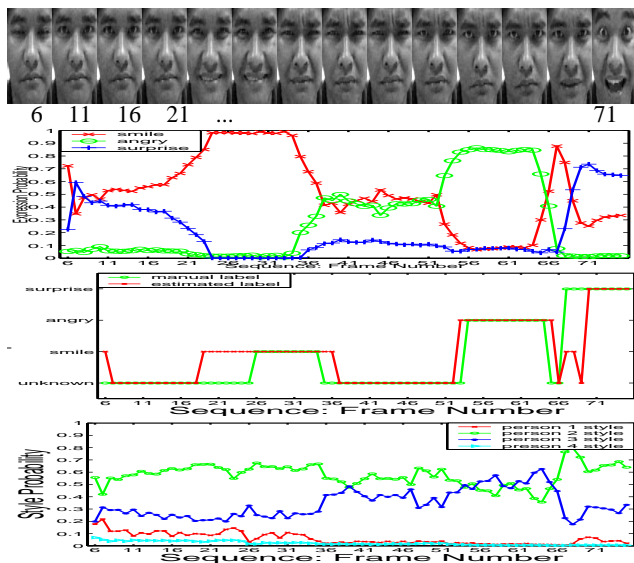 6 11 16 21 ... 71
1
0.9
0.8
0.7
0.6
0.5
0.4
0.3
0.2
0.1
0
Expression Probability
smile
angry
surprise
6 11 16 21 26 31 36 41 46 51 56 61 66 71
Sequence: Frame Number
manual label
estimated label
surprise
angry
smile
unknown
6 11 16 21 26 31 36 41 46 51 56 61 66 71
Sequence: Frame Number
1
0.9
0.8
0.7
0.6
0.5
0.4
0.3
0.2
0.1
0
Style Probability
person 1 style
person 2 style
person 3 style
preson 4 style
6 11 16 21 26 31 36 41 46 51 56 61 66 71
Sequence: Frame Number